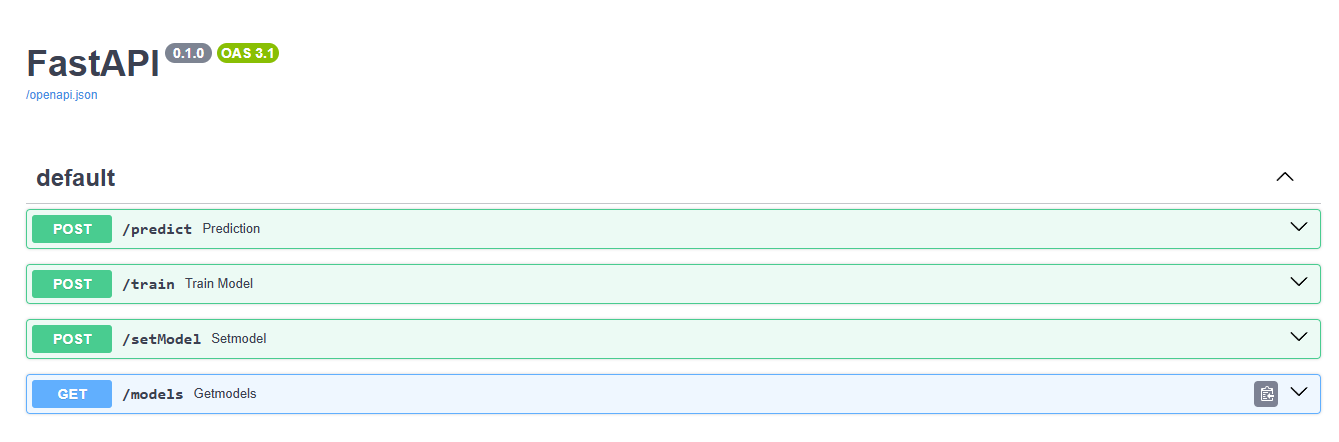 FastAPI 0.1.0 OAS 3.1
/openapi.json
default
POST /predict Prediction
POST /train Train Model
POST /setModel Setmodel
GET /models Getmodels